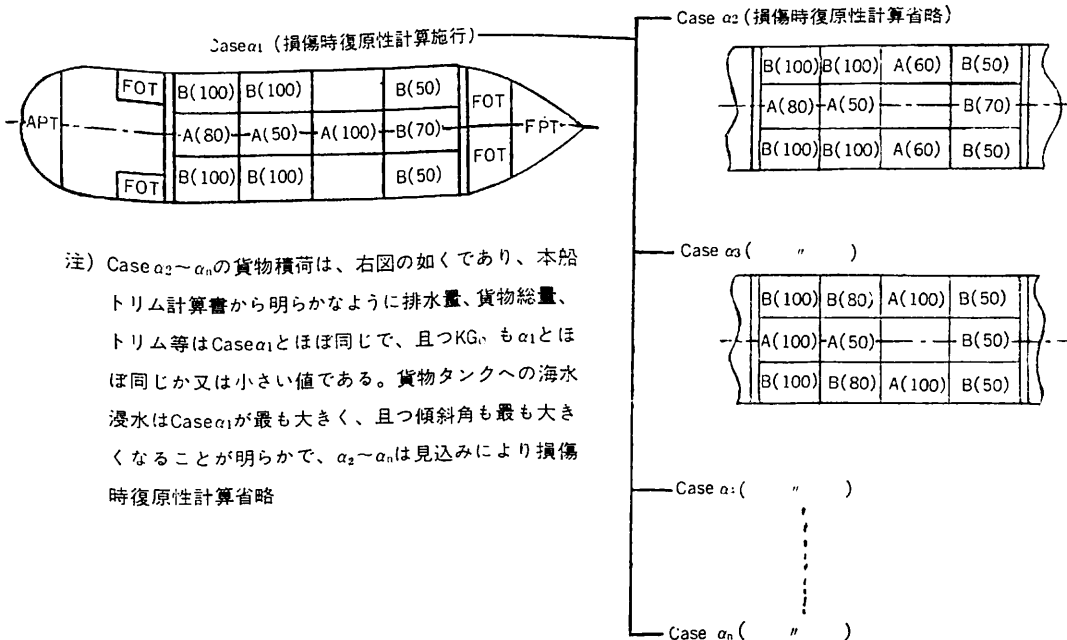 Caseα1 (損傷時復原性計算施行)
FOT B(100) B(100) B(50) FOT
APT A(80) A(50) A(100) B(70) FPT
FOT B(100) B(100) B(50) FOT
注) Case α2～αnの貨物積荷は、右図の如くであり、本船
トリム計算書から明らかなように排水量、貨物総量、
トリム等はCaseα1とほぼ同じで、且つKG₀もα1とほ
ぼ同じか又は小さい値である。貨物タンクへの海水
浸水はCaseα1が最も大きく、且つ傾斜角も最も大き
くなることが明らかで、α2～αnは見込みにより損傷
時復原性計算省略
Case α2 (損傷時復原性計算省略)
B(100) B(100) A(60) B(50)
A(80) A(50) B(70)
B(100) B(100) A(60) B(50)
Case α3 ( 〃 )
B(100) B(80) A(100) B(50)
A(100) A(50) B(50)
B(100) B(80) A(100) B(50)
Case ( 〃 )
Case αn ( 〃 )